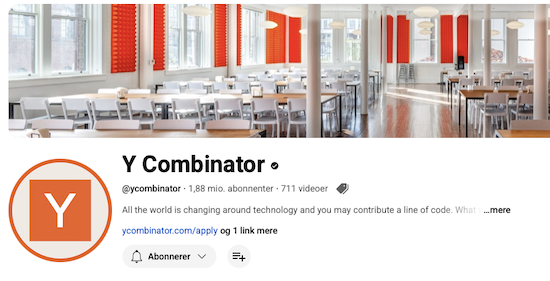 Y Combinator
@ycombinator · 1,88 mio. abonnenter · 711 videoer
Y
All the world is changing around technology and you may contribute a line of code. What ...mere
ycombinator.com/apply og 1 link mere
Abonnerer